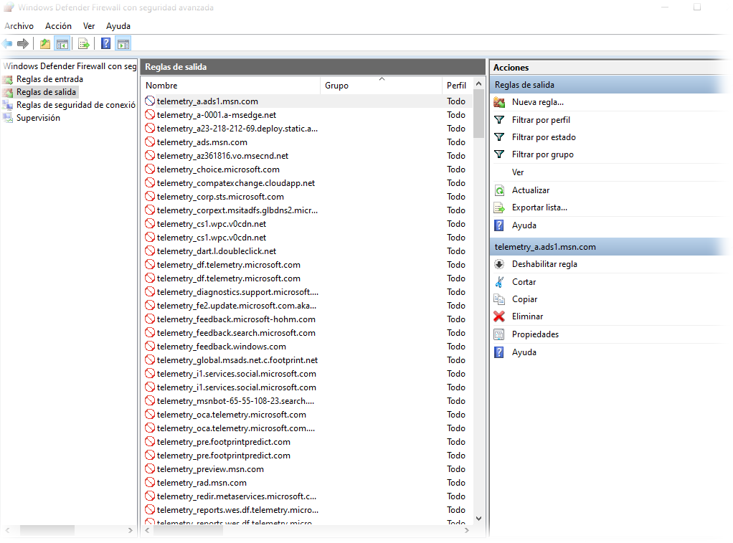 Windows Defender Firewall con seguridad avanzada
Archivo Acción Ver Ayuda
Windows Defender Firewall con seg
Reglas de entrada
Reglas de salida
Reglas de seguridad de conexió
Supervisión
Reglas de salida
Nombre Grupo Perfil
telemetry_a.ads1.msn.com Todo
telemetry_a-0001.a-msedge.net Todo
telemetry_a23-218-212-69.deploy.static.a... Todo
telemetry_ads.msn.com Todo
telemetry_az361816.vo.msecnd.net Todo
telemetry_choice.microsoft.com Todo
telemetry_compatexchange.cloudapp.net Todo
telemetry_corp.sts.microsoft.com Todo
telemetry_corpext.msitadfs.glbdns2.micr... Todo
telemetry_cs1.wpc.v0cdn.net Todo
telemetry_cs1.wpc.v0cdn.net Todo
telemetry_dart.l.doubleclick.net Todo
telemetry_df.telemetry.microsoft.com Todo
telemetry_df.telemetry.microsoft.com Todo
telemetry_diagnostics.support.microsoft.... Todo
telemetry_fe2.update.microsoft.com.aka... Todo
telemetry_feedback.microsoft-hohm.com Todo
telemetry_feedback.search.microsoft.com Todo
telemetry_feedback.windows.com Todo
telemetry_global.msads.net.c.footprint.net Todo
telemetry_i1.services.social.microsoft.com Todo
telemetry_i1.services.social.microsoft.com Todo
telemetry_msnbot-65-55-108-23.search.... Todo
telemetry_oca.telemetry.microsoft.com Todo
telemetry_oca.telemetry.microsoft.com.... Todo
telemetry_pre.footprintpredict.com Todo
telemetry_pre.footprintpredict.com Todo
telemetry_preview.msn.com Todo
telemetry_rad.msn.com Todo
telemetry_redir.metaservices.microsoft.c... Todo
telemetry_reports.wes.df.telemetry.micro... Todo
telemetry_reports.wes.df.telemetry.micro... Todo
Acciones
Reglas de salida
Nueva regla...
Filtrar por perfil
Filtrar por estado
Filtrar por grupo
Ver
Actualizar
Exportar lista...
Ayuda
telemetry_a.ads1.msn.com
Deshabilitar regla
Cortar
Copiar
Eliminar
Propiedades
Ayuda